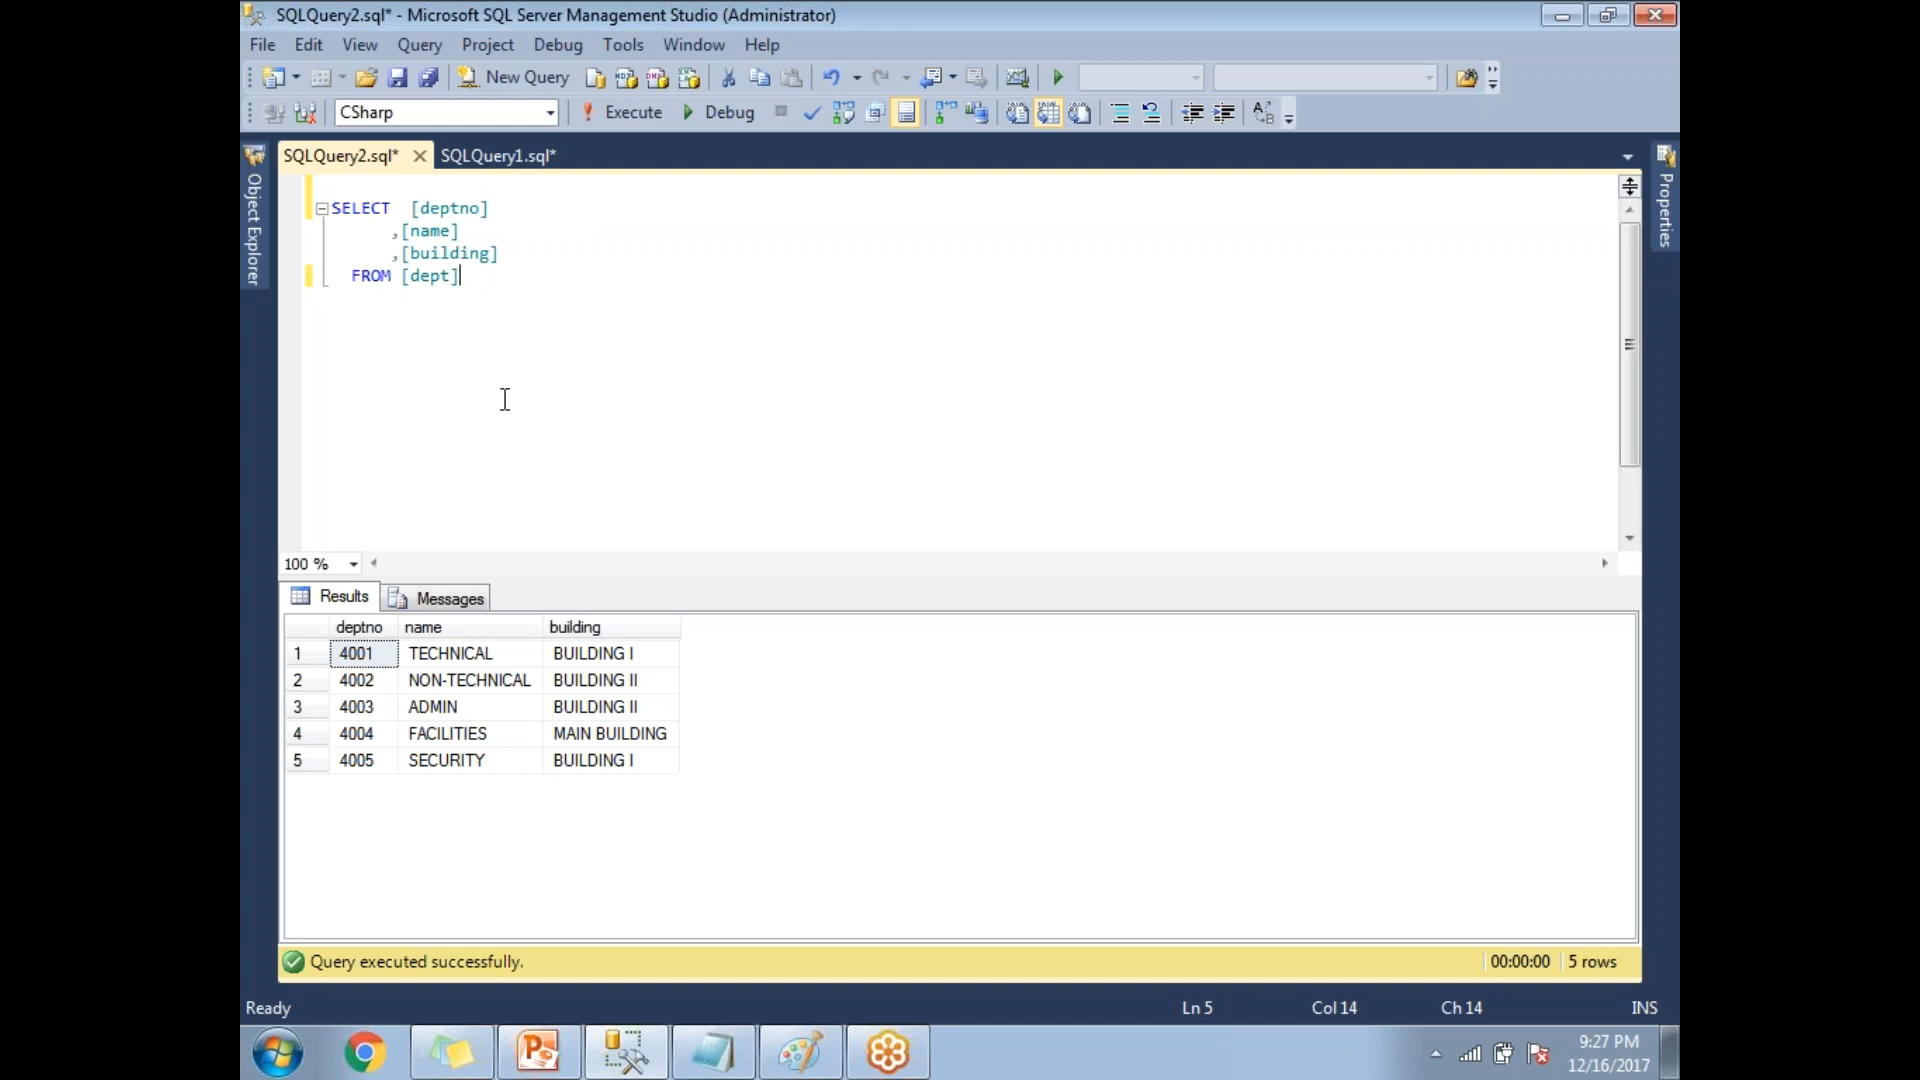 SQLQuery2.sql* - Microsoft SQL Server Management Studio (Administrator)
File Edit View Query Project Debug Tools Window Help
New Query
CSharp Execute Debug
SQLQuery2.sql* SQLQuery1.sql*
Object Explorer
Properties
SELECT [deptno]
,[name]
,[building]
FROM [dept]
100 %
Results Messages
deptno name building
1 4001 TECHNICAL BUILDING I
2 4002 NON-TECHNICAL BUILDING II
3 4003 ADMIN BUILDING II
4 4004 FACILITIES MAIN BUILDING
5 4005 SECURITY BUILDING I
Query executed successfully. 00:00:00 5 rows
Ready Ln 5 Col 14 Ch 14 INS
9:27 PM
12/16/2017